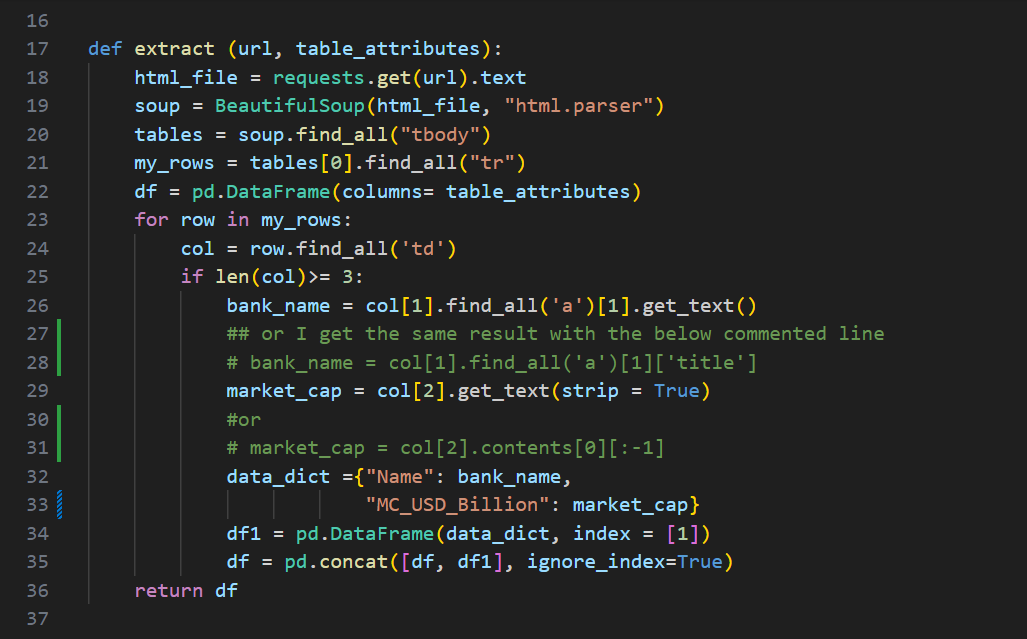 16
17 def extract (url, table_attributes):
18     html_file = requests.get(url).text
19     soup = BeautifulSoup(html_file, "html.parser")
20     tables = soup.find_all("tbody")
21     my_rows = tables[0].find_all("tr")
22     df = pd.DataFrame(columns= table_attributes)
23     for row in my_rows:
24         col = row.find_all('td')
25         if len(col)>= 3:
26             bank_name = col[1].find_all('a')[1].get_text()
27             ## or I get the same result with the below commented line
28             # bank_name = col[1].find_all('a')[1]['title']
29             market_cap = col[2].get_text(strip = True)
30             #or
31             # market_cap = col[2].contents[0][:-1]
32             data_dict ={"Name": bank_name,
33                         "MC_USD_Billion": market_cap}
34             df1 = pd.DataFrame(data_dict, index = [1])
35             df = pd.concat([df, df1], ignore_index=True)
36     return df
37